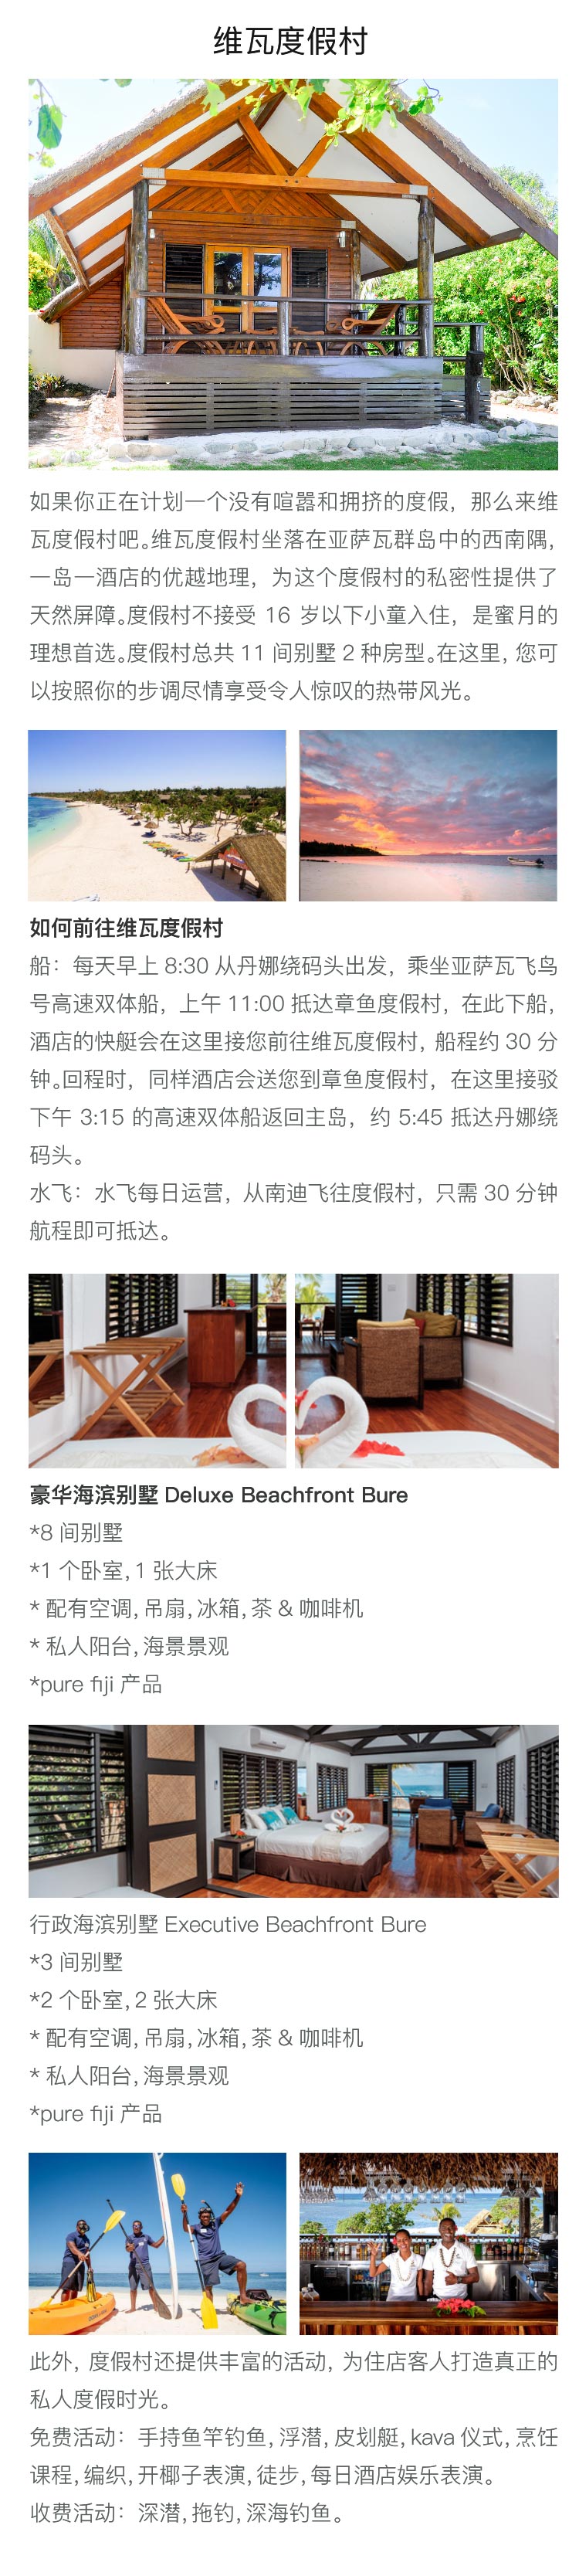 维瓦度假村
如果你正在计划一个没有喧嚣和拥挤的度假，那么来维
瓦度假村吧。维瓦度假村坐落在亚萨瓦群岛中的西南隅，
一岛一酒店的优越地理，为这个度假村的私密性提供了
天然屏障。度假村不接受 16 岁以下小童入住，是蜜月的
理想首选。度假村总共 11 间别墅 2 种房型。在这里，您可
以按照你的步调尽情享受令人惊叹的热带风光。
如何前往维瓦度假村
船：每天早上 8:30 从丹娜绕码头出发，乘坐亚萨瓦飞鸟
号高速双体船，上午 11:00 抵达章鱼度假村，在此下船，
酒店的快艇会在这里接您前往维瓦度假村，船程约 30 分
钟。回程时，同样酒店会送您到章鱼度假村，在这里接驳
下午 3:15 的高速双体船返回主岛，约 5:45 抵达丹娜绕
码头。
水飞：水飞每日运营，从南迪飞往度假村，只需 30 分钟
航程即可抵达。
豪华海滨别墅 Deluxe Beachfront Bure
*8 间别墅
*1 个卧室，1 张大床
* 配有空调，吊扇，冰箱，茶 & 咖啡机
* 私人阳台，海景景观
*pure fiji 产品
行政海滨别墅 Executive Beachfront Bure
*3 间别墅
*2 个卧室，2 张大床
* 配有空调，吊扇，冰箱，茶 & 咖啡机
* 私人阳台，海景景观
*pure fiji 产品
此外，度假村还提供丰富的活动，为住店客人打造真正的
私人度假时光。
免费活动：手持鱼竿钓鱼，浮潜，皮划艇，kava 仪式，烹饪
课程，编织，开椰子表演，徒步，每日酒店娱乐表演。
收费活动：深潜，拖钓，深海钓鱼。